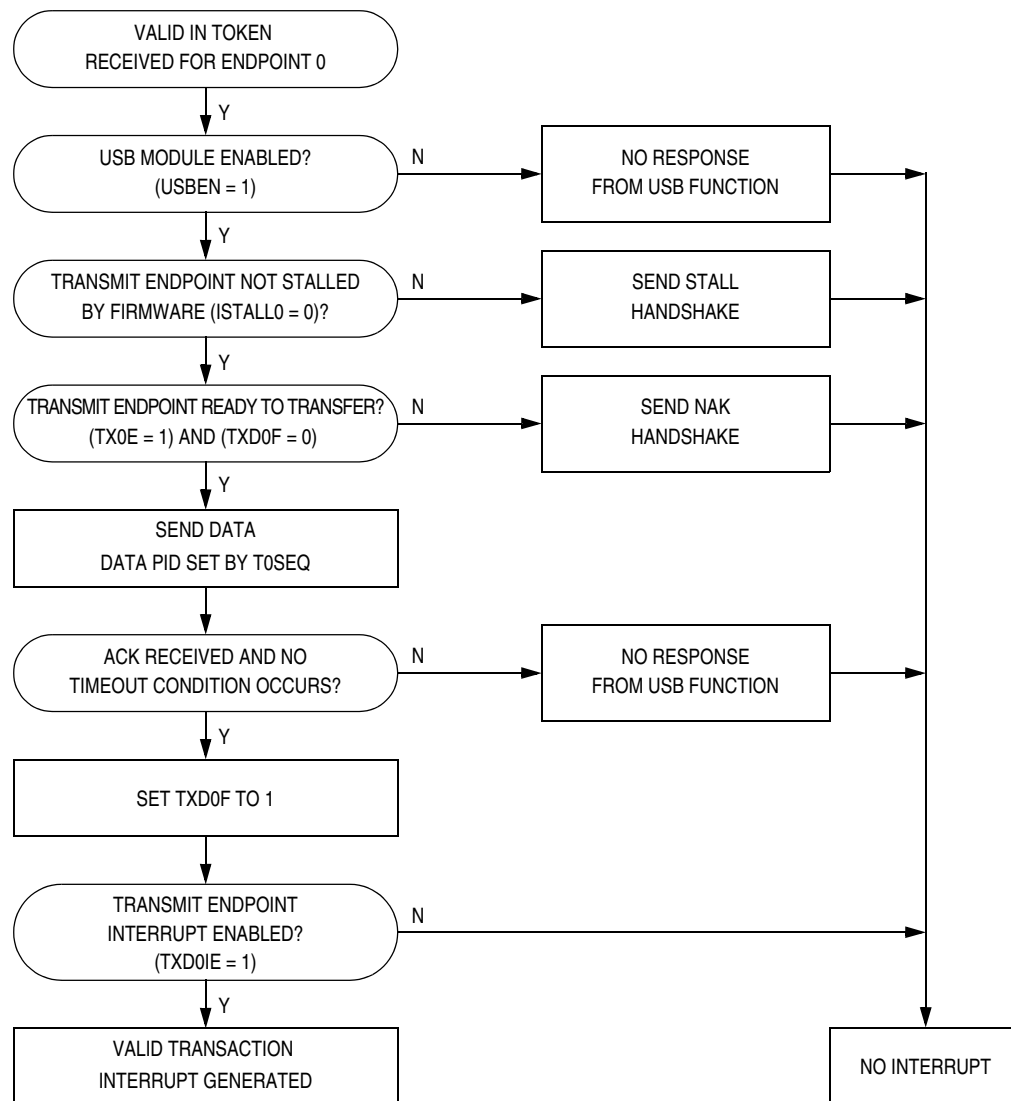 VALID IN TOKEN
RECEIVED FOR ENDPOINT 0
Y
USB MODULE ENABLED?
(USBEN = 1)
N
NO RESPONSE
FROM USB FUNCTION
Y
TRANSMIT ENDPOINT NOT STALLED
BY FIRMWARE (ISTALL0 = 0)?
N
SEND STALL
HANDSHAKE
Y
TRANSMIT ENDPOINT READY TO TRANSFER?
(TX0E = 1) AND (TXD0F = 0)
N
SEND NAK
HANDSHAKE
Y
SEND DATA
DATA PID SET BY T0SEQ
ACK RECEIVED AND NO
TIMEOUT CONDITION OCCURS?
N
NO RESPONSE
FROM USB FUNCTION
Y
SET TXD0F TO 1
TRANSMIT ENDPOINT
INTERRUPT ENABLED?
(TXD0IE = 1)
N
Y
VALID TRANSACTION
INTERRUPT GENERATED
NO INTERRUPT